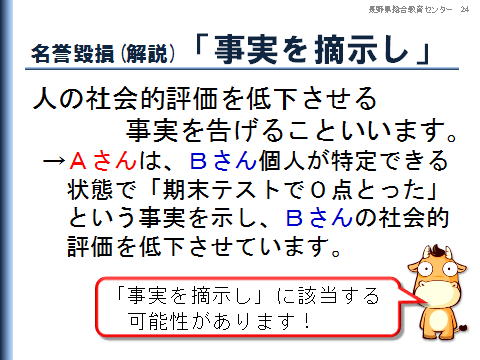 長野県総合教育センター 24
名誉毀損(解説)「事実を摘示し」
人の社会的評価を低下させる
事実を告げることいいます。
→Ａさんは、Ｂさん個人が特定できる
状態で「期末テストで０点とった」
という事実を示し、Ｂさんの社会的
評価を低下させています。
「事実を摘示し」に該当する
可能性があります！